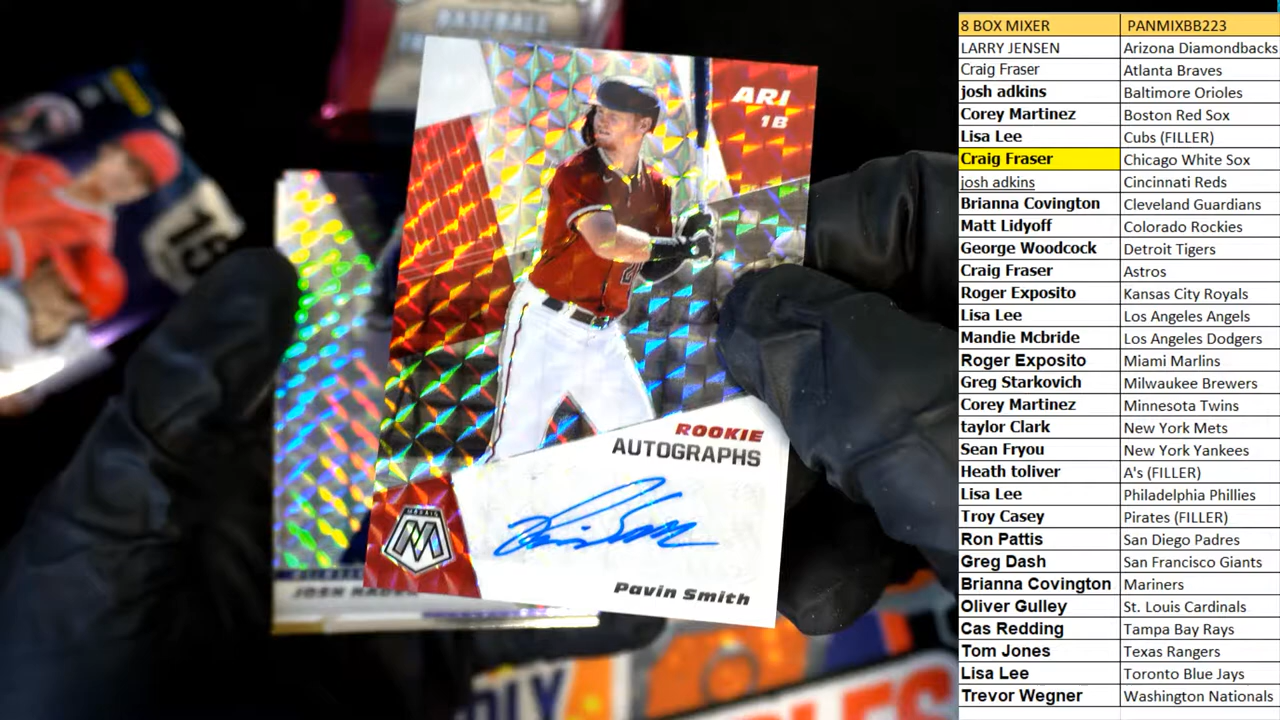 BASEBALL
ARI
1B
ROOKIE
AUTOGRAPHS
MOSAIC
M
Pavin Smith
8 BOX MIXER PANMIXBB223
LARRY JENSEN Arizona Diamondbacks
Craig Fraser Atlanta Braves
josh adkins Baltimore Orioles
Corey Martinez Boston Red Sox
Lisa Lee Cubs (FILLER)
Craig Fraser Chicago White Sox
josh adkins Cincinnati Reds
Brianna Covington Cleveland Guardians
Matt Lidyoff Colorado Rockies
George Woodcock Detroit Tigers
Craig Fraser Astros
Roger Exposito Kansas City Royals
Lisa Lee Los Angeles Angels
Mandie Mcbride Los Angeles Dodgers
Roger Exposito Miami Marlins
Greg Starkovich Milwaukee Brewers
Corey Martinez Minnesota Twins
taylor Clark New York Mets
Sean Fryou New York Yankees
Heath toliver A's (FILLER)
Lisa Lee Philadelphia Phillies
Troy Casey Pirates (FILLER)
Ron Pattis San Diego Padres
Greg Dash San Francisco Giants
Brianna Covington Mariners
Oliver Gulley St. Louis Cardinals
Cas Redding Tampa Bay Rays
Tom Jones Texas Rangers
Lisa Lee Toronto Blue Jays
Trevor Wegner Washington Nationals